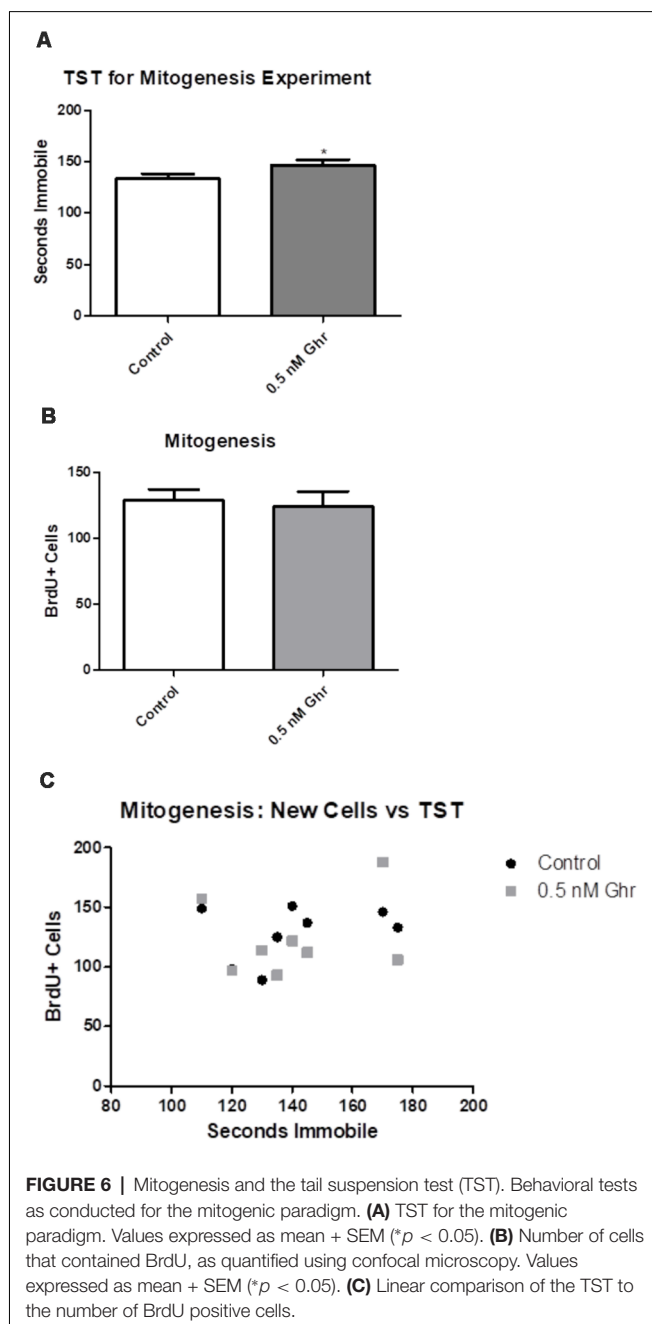 A
TST for Mitogenesis Experiment
200
150
100
50
0
Seconds Immobile
*
Control
0.5 nM Ghr
B
Mitogenesis
150
100
50
0
BrdU+ Cells
Control
0.5 nM Ghr
C
Mitogenesis: New Cells vs TST
200
150
100
50
0
BrdU+ Cells
80 100 120 140 160 180 200
Seconds Immobile
Control
0.5 nM Ghr
FIGURE 6 | Mitogenesis and the tail suspension test (TST). Behavioral tests
as conducted for the mitogenic paradigm. (A) TST for the mitogenic
paradigm. Values expressed as mean + SEM (*p < 0.05). (B) Number of cells
that contained BrdU, as quantified using confocal microscopy. Values
expressed as mean + SEM (*p < 0.05). (C) Linear comparison of the TST to
the number of BrdU positive cells.